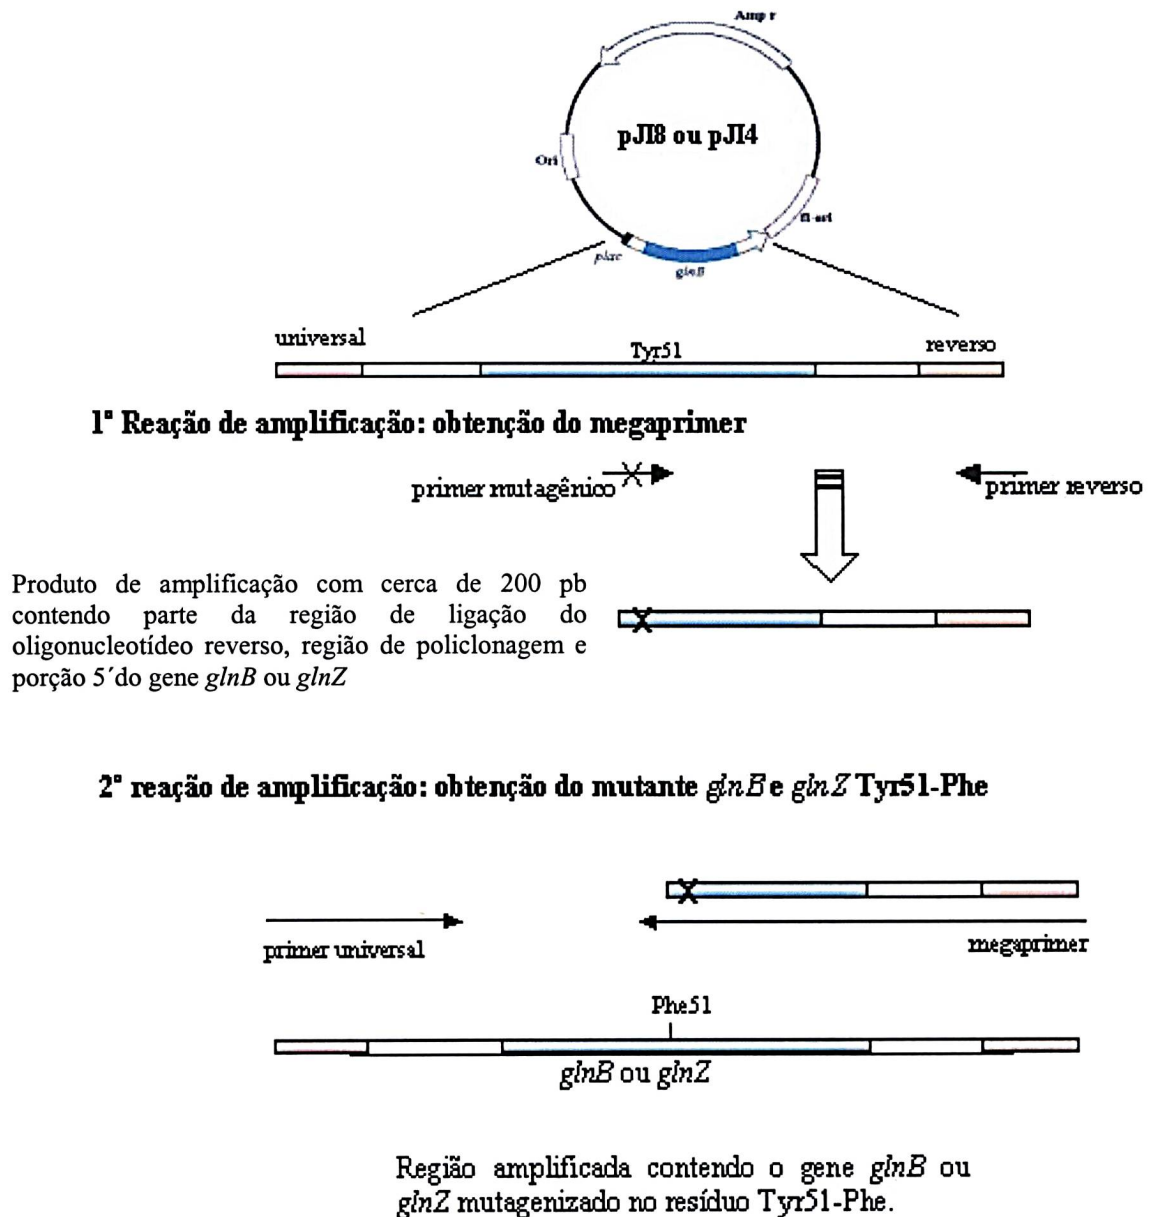 Amp r
pJI8 ou pJI4
Ori
f1-ori
plac
glnB
universal
Tyr51
reverso
1ª Reação de amplificação: obtenção do megaprimer
primer mutagênico
primer reverso
Produto de amplificação com cerca de 200 pb
contendo parte da região de ligação do
oligonucleotídeo reverso, região de policlonagem e
porção 5´do gene glnB ou glnZ
2ª reação de amplificação: obtenção do mutante glnB e glnZ Tyr51-Phe
primer universal
megaprimer
Phe51
glnB ou glnZ
Região amplificada contendo o gene glnB ou
glnZ mutagenizado no resíduo Tyr51-Phe.